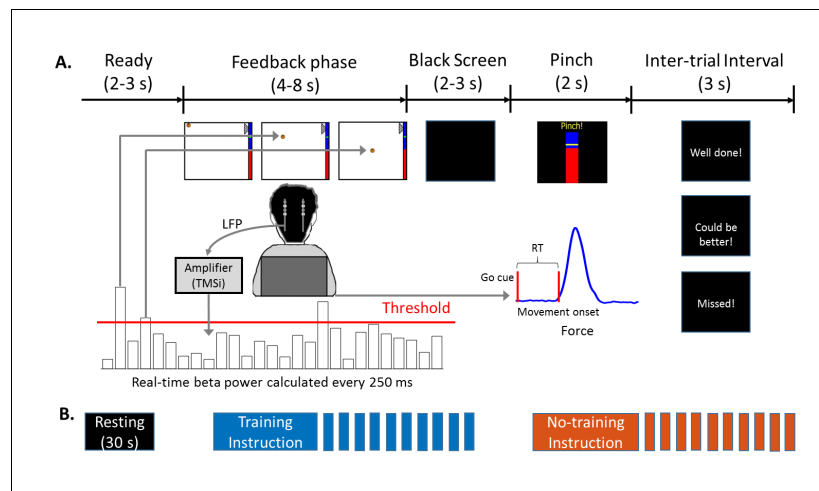 A.
Ready
(2-3 s)
Feedback phase
(4-8 s)
Black Screen
(2-3 s)
Pinch
(2 s)
Inter-trial Interval
(3 s)
Pinch!
Well done!
Could be
better!
Missed!
LFP
Amplifier
(TMSi)
Threshold
RT
Go cue
Movement onset
Force
Real-time beta power calculated every 250 ms
B.
Resting
(30 s)
Training
Instruction
No-training
Instruction